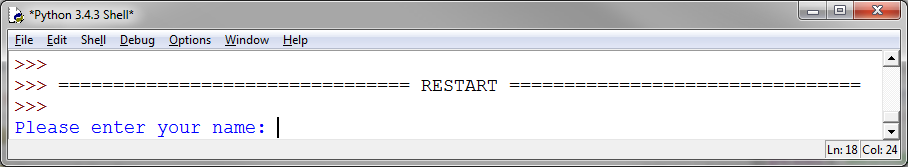 *Python 3.4.3 Shell*
File Edit Shell Debug Options Window Help
>>>
>>> ================================ RESTART ================================
>>>
Please enter your name:
Ln: 18 Col: 24